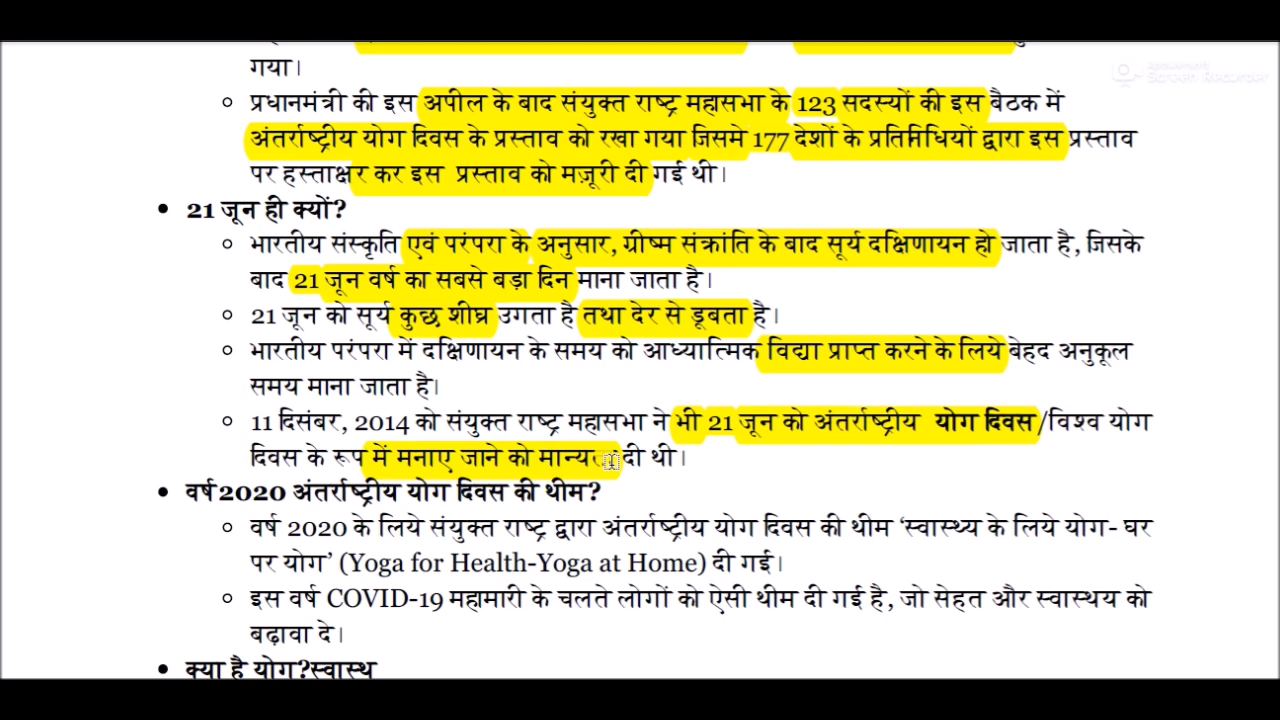 गया।
प्रधानमंत्री की इस अपील के बाद संयुक्त राष्ट्र महासभा के 123 सदस्यों की इस बैठक में
अंतर्राष्ट्रीय योग दिवस के प्रस्ताव को रखा गया जिसमे 177 देशों के प्रतिनिधियों द्वारा इस प्रस्ताव
पर हस्ताक्षर कर इस प्रस्ताव को मज़ूरी दी गई थी।
• 21 जून ही क्यों?
भारतीय संस्कृति एवं परंपरा के अनुसार, ग्रीष्म संक्रांति के बाद सूर्य दक्षिणायन हो जाता है, जिसके
बाद 21 जून वर्ष का सबसे बड़ा दिन माना जाता है।
21 जून को सूर्य कुछ शीघ्र उगता है तथा देर से डूबता है।
भारतीय परंपरा में दक्षिणायन के समय को आध्यात्मिक विद्या प्राप्त करने के लिये बेहद अनुकूल
समय माना जाता है।
11 दिसंबर, 2014 को संयुक्त राष्ट्र महासभा ने भी 21 जून को अंतर्राष्ट्रीय योग दिवस/विश्व योग
दिवस के रूप में मनाए जाने को मान्यता दी थी।
• वर्ष 2020 अंतर्राष्ट्रीय योग दिवस की थीम?
वर्ष 2020 के लिये संयुक्त राष्ट्र द्वारा अंतर्राष्ट्रीय योग दिवस की थीम ‘स्वास्थ्य के लिये योग- घर
पर योग’ (Yoga for Health-Yoga at Home) दी गई।
इस वर्ष COVID-19 महामारी के चलते लोगों को ऐसी थीम दी गई है, जो सेहत और स्वास्थय को
बढ़ावा दे।
• क्या है योग?स्वास्थ
Apowersoft
Screen Recorder